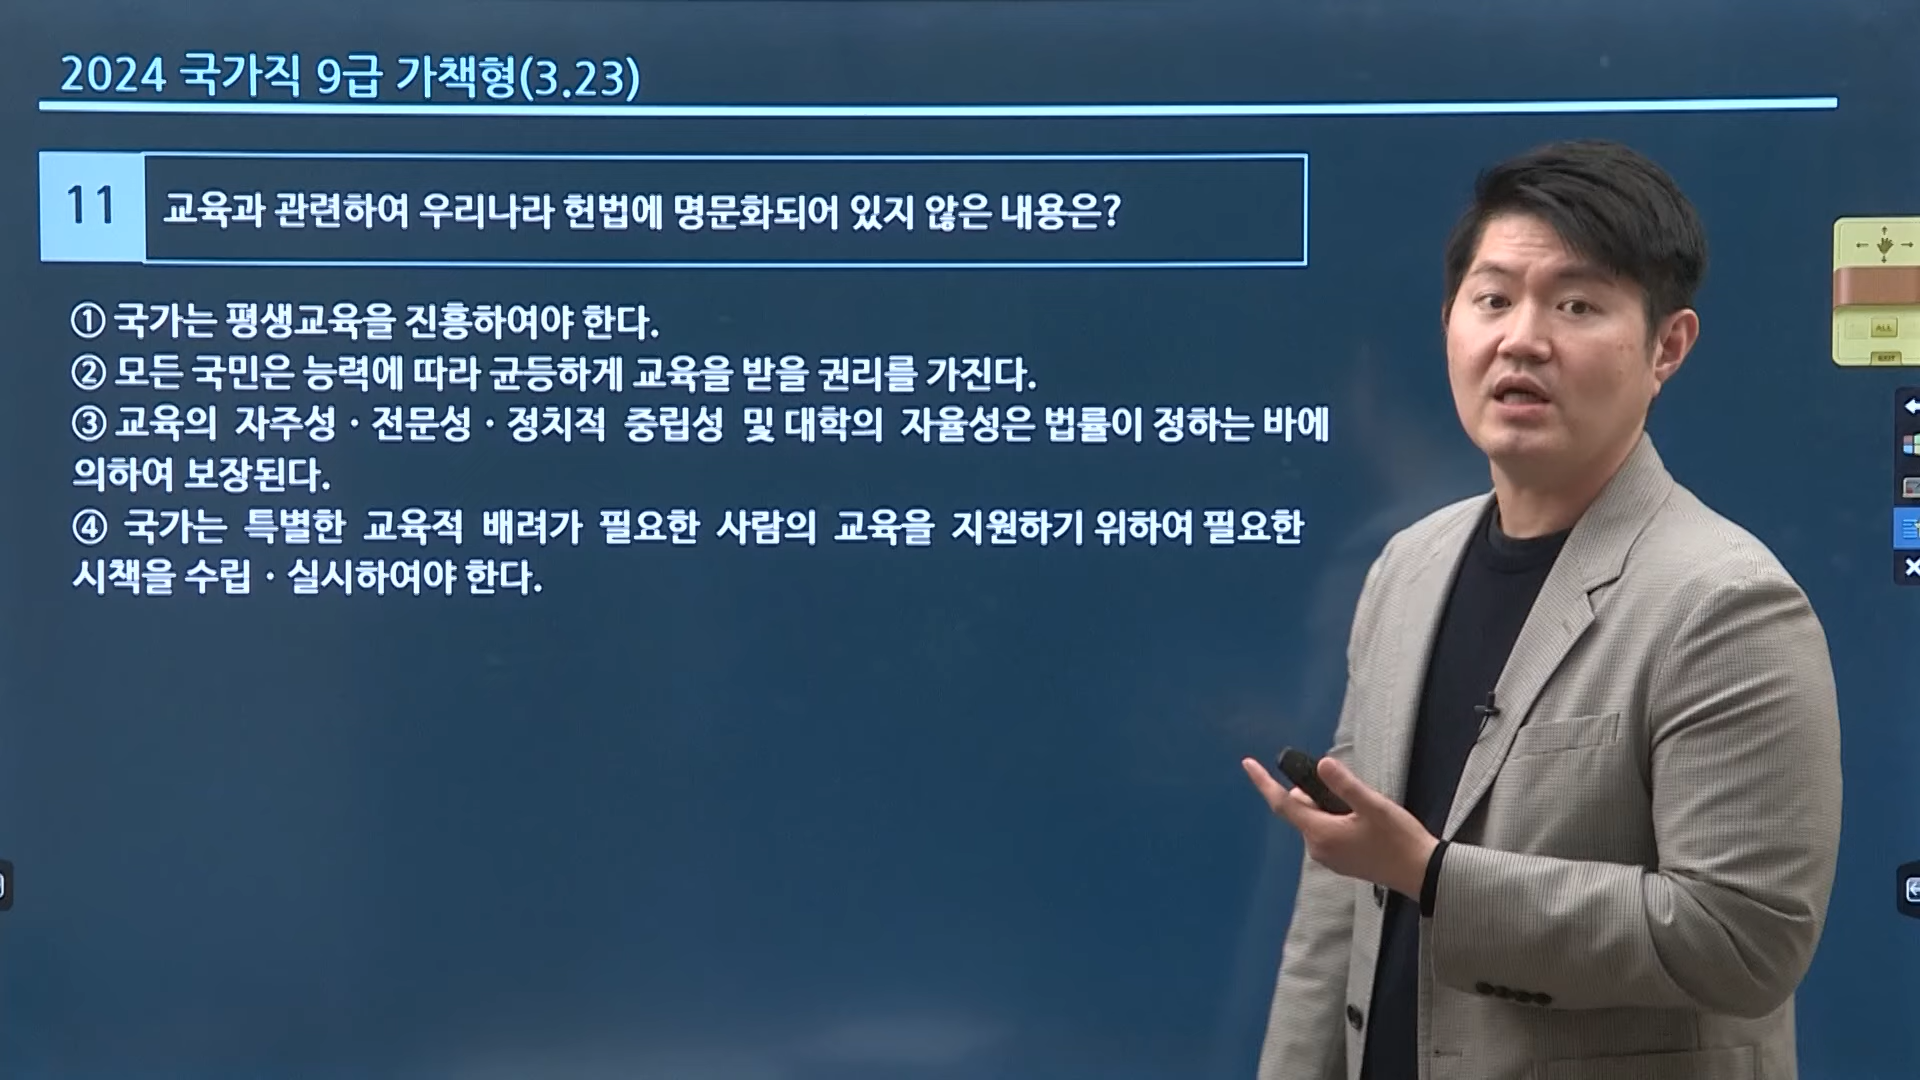 2024 국가직 9급 가책형(3.23)
11 교육과 관련하여 우리나라 헌법에 명문화되어 있지 않은 내용은?
① 국가는 평생교육을 진흥하여야 한다.
② 모든 국민은 능력에 따라 균등하게 교육을 받을 권리를 가진다.
③ 교육의 자주성·전문성·정치적 중립성 및 대학의 자율성은 법률이 정하는 바에
의하여 보장된다.
④ 국가는 특별한 교육적 배려가 필요한 사람의 교육을 지원하기 위하여 필요한
시책을 수립·실시하여야 한다.
ALL
EXIT